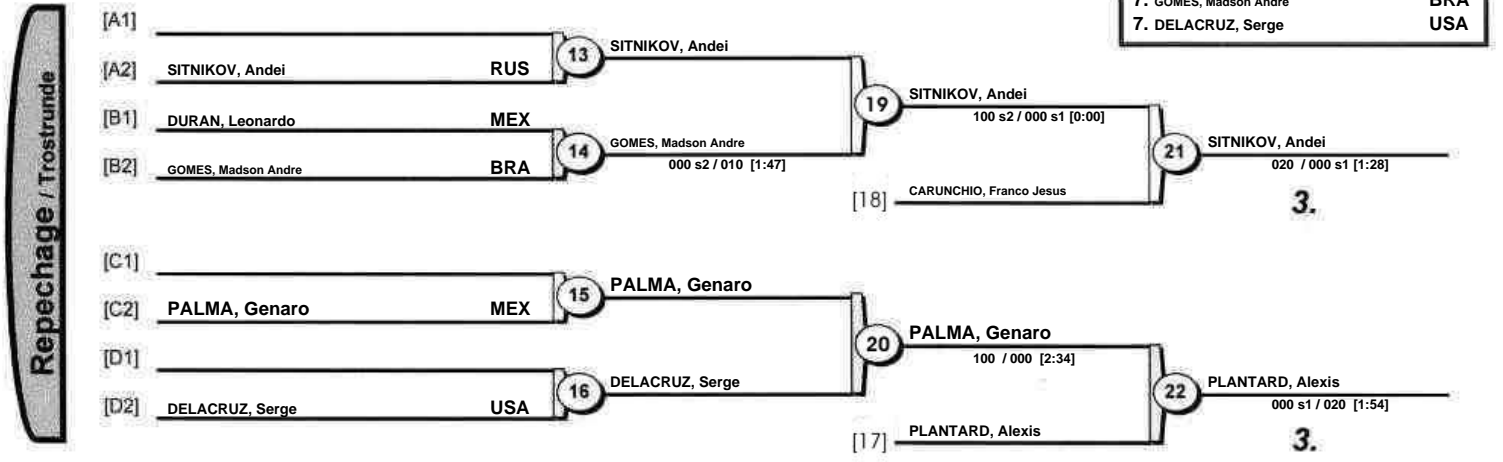 7. GOMES, Madson Andre BRA
7. DELACRUZ, Serge USA
Repechage / Trostrunde
[A1]
[A2] SITNIKOV, Andei RUS
13 SITNIKOV, Andei
[B1] DURAN, Leonardo MEX
[B2] GOMES, Madson Andre BRA
14 GOMES, Madson Andre
000 s2 / 010 [1:47]
19 SITNIKOV, Andei
100 s2 / 000 s1 [0:00]
[18] CARUNCHIO, Franco Jesus
21 SITNIKOV, Andei
020 / 000 s1 [1:28]
3.
[C1]
[C2] PALMA, Genaro MEX
15 PALMA, Genaro
[D1]
[D2] DELACRUZ, Serge USA
16 DELACRUZ, Serge
20 PALMA, Genaro
100 / 000 [2:34]
[17] PLANTARD, Alexis
22 PLANTARD, Alexis
000 s1 / 020 [1:54]
3.